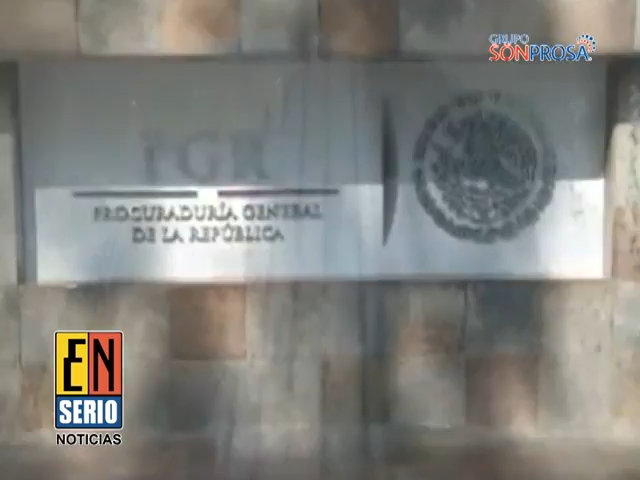 GRUPO
SONPROSA
PGR
PROCURADURÍA GENERAL
DE LA REPÚBLICA
EN
SERIO
NOTICIAS